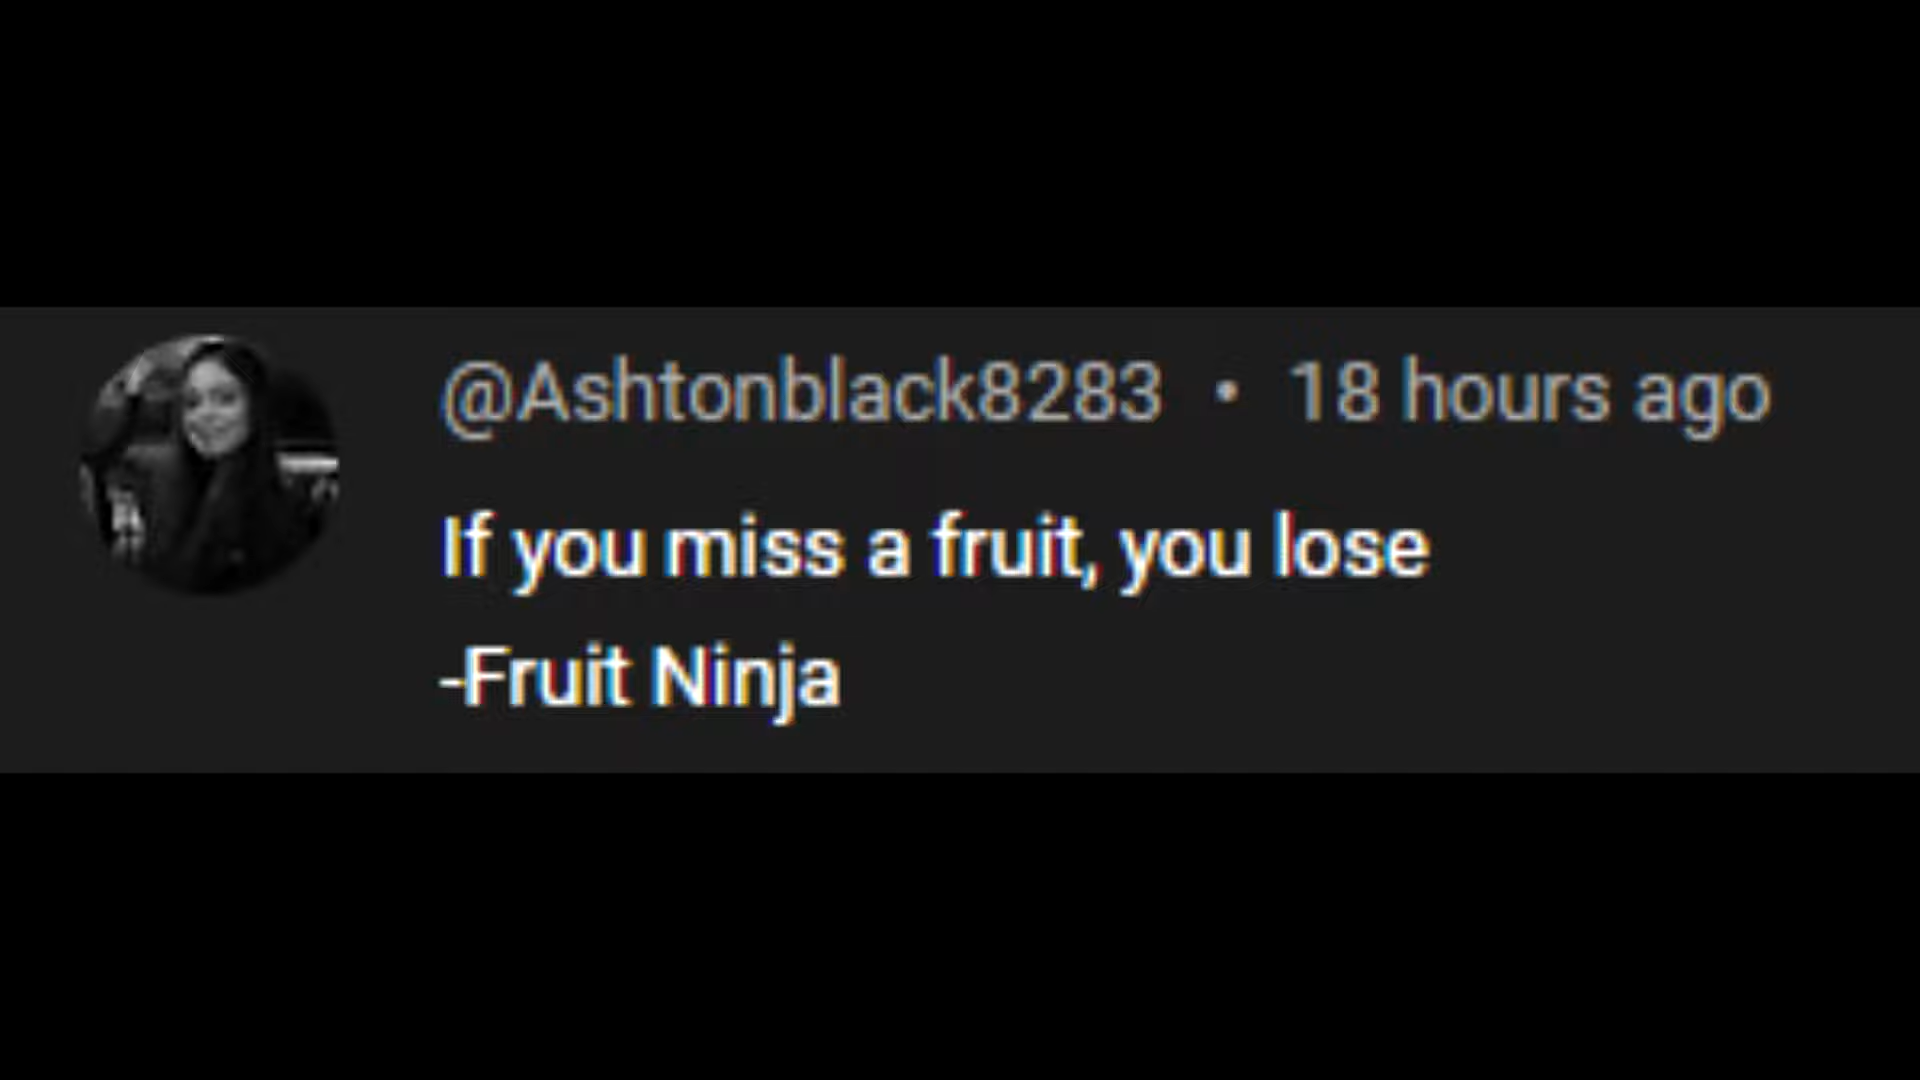 @Ashtonblack8283 • 18 hours ago
If you miss a fruit, you lose
-Fruit Ninja